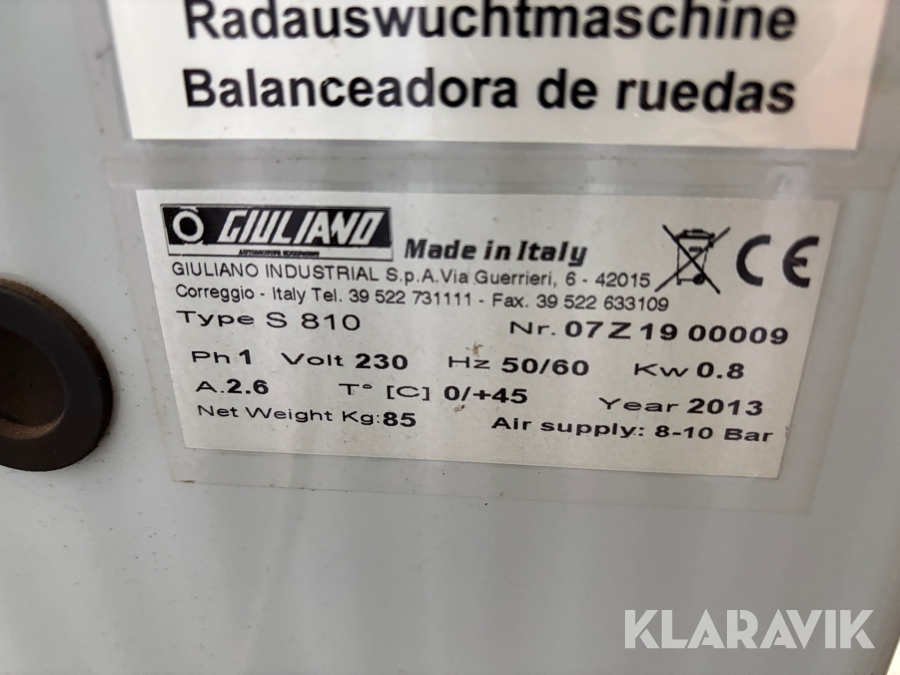 Radauswuchtmaschine
Balanceadora de ruedas
GIULIANO Made in Italy
GIULIANO INDUSTRIAL S.p.A.Via Guerrieri, 6 - 42015
Correggio - Italy Tel. 39 522 731111 - Fax. 39 522 633109
Type S 810 Nr. 07Z19 00009
Ph 1 Volt 230 Hz 50/60 Kw 0.8
A. 2.6 T° [C] 0/+45 Year 2013
Net Weight Kg: 85 Air supply: 8-10 Bar
KLARAVIK